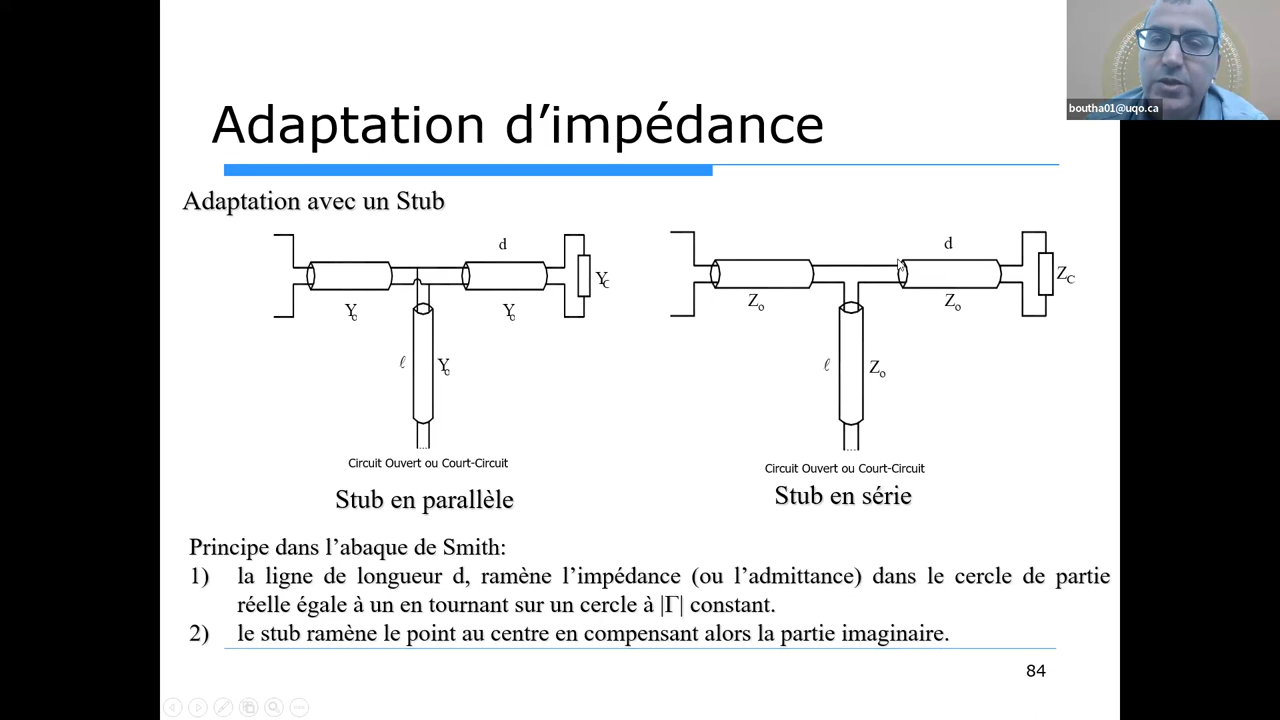 boutha01@uqo.ca
Adaptation d’impédance
Adaptation avec un Stub
d
Y_C
Y_c
Y_c
ℓ
Y_c
Circuit Ouvert ou Court-Circuit
Stub en parallèle
d
Z_C
Z_o
Z_o
ℓ
Z_o
Circuit Ouvert ou Court-Circuit
Stub en série
Principe dans l’abaque de Smith:
1) la ligne de longueur d, ramène l’impédance (ou l’admittance) dans le cercle de partie
réelle égale à un en tournant sur un cercle à |Γ| constant.
2) le stub ramène le point au centre en compensant alors la partie imaginaire.
84